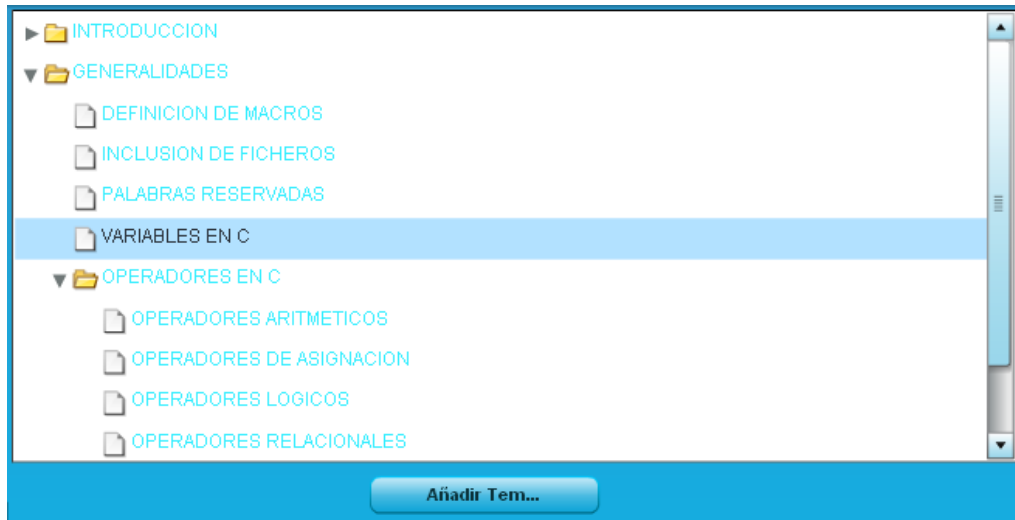 INTRODUCCION
GENERALIDADES
DEFINICION DE MACROS
INCLUSION DE FICHEROS
PALABRAS RESERVADAS
VARIABLES EN C
OPERADORES EN C
OPERADORES ARITMETICOS
OPERADORES DE ASIGNACION
OPERADORES LOGICOS
OPERADORES RELACIONALES
Añadir Tem...